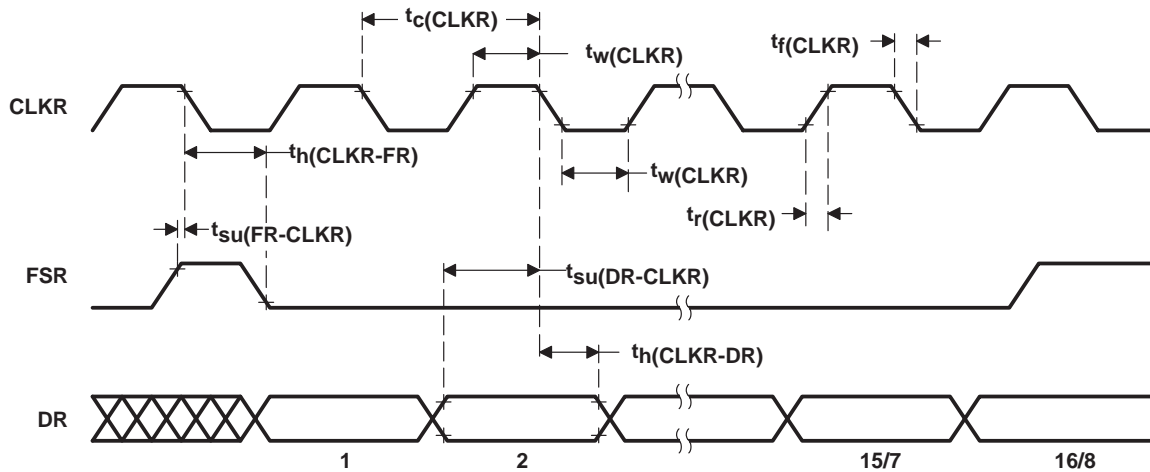 tc(CLKR)
tw(CLKR)
tf(CLKR)
CLKR
th(CLKR-FR)
tw(CLKR)
tr(CLKR)
tsu(FR-CLKR)
FSR
tsu(DR-CLKR)
th(CLKR-DR)
DR
1 2 15/7 16/8